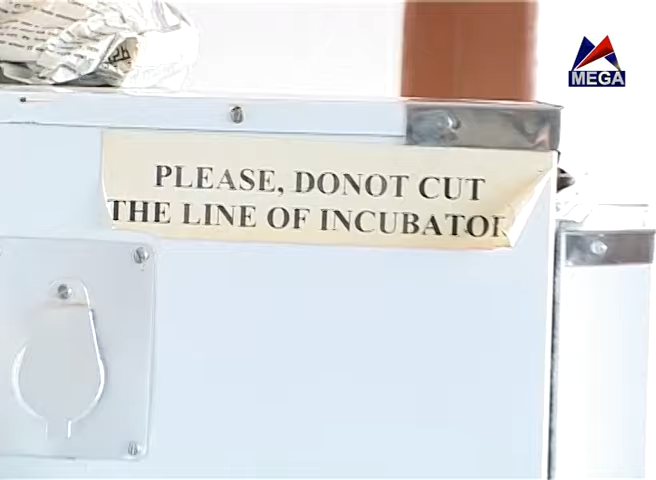 MEGA
PLEASE, DONOT CUT
THE LINE OF INCUBATOR